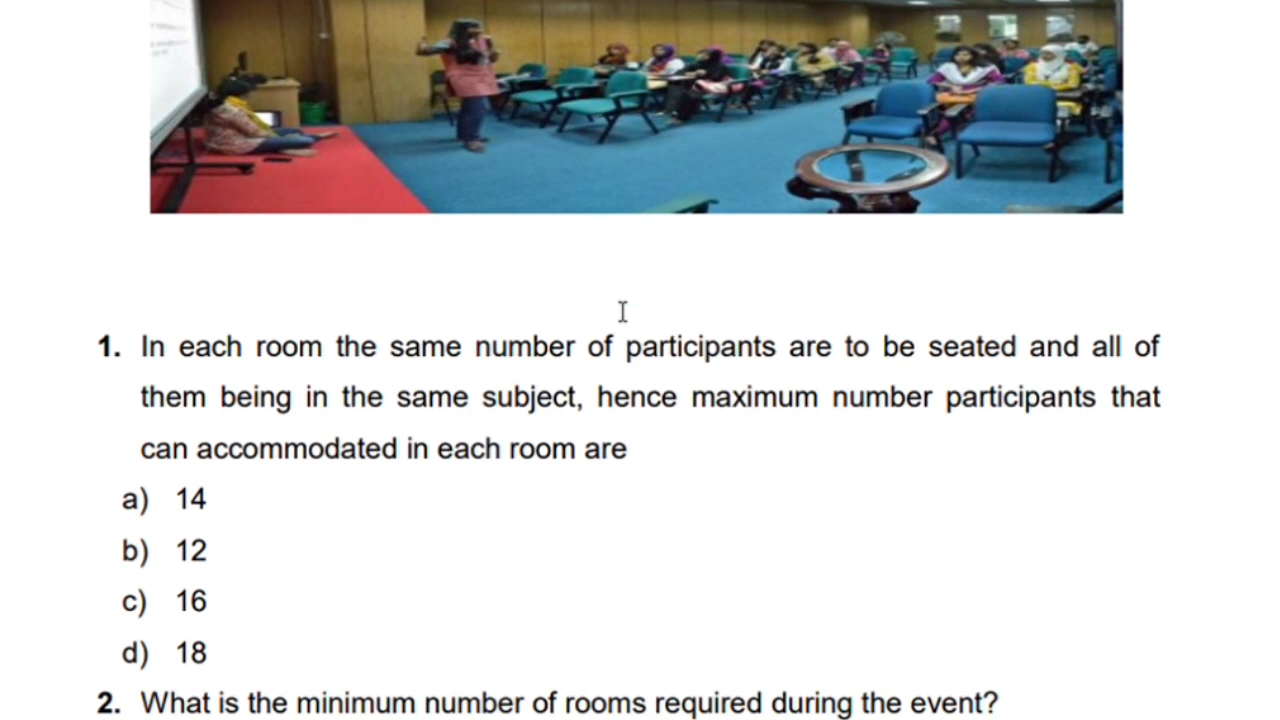 1. In each room the same number of participants are to be seated and all of
them being in the same subject, hence maximum number participants that
can accommodated in each room are
a) 14
b) 12
c) 16
d) 18
2. What is the minimum number of rooms required during the event?